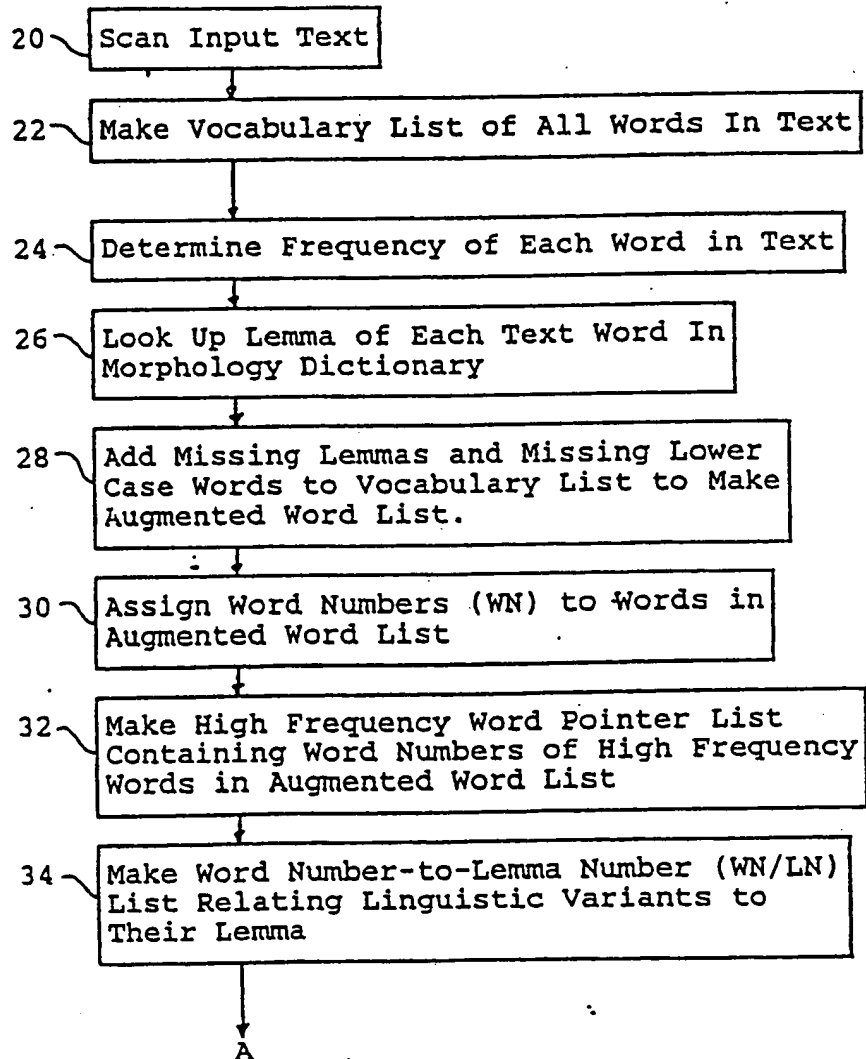 20 Scan Input Text
22 Make Vocabulary List of All Words In Text
24 Determine Frequency of Each Word in Text
26 Look Up Lemma of Each Text Word In
Morphology Dictionary
28 Add Missing Lemmas and Missing Lower
Case Words to Vocabulary List to Make
Augmented Word List.
30 Assign Word Numbers (WN) to Words in
Augmented Word List
32 Make High Frequency Word Pointer List
Containing Word Numbers of High Frequency
Words in Augmented Word List
34 Make Word Number-to-Lemma Number (WN/LN)
List Relating Linguistic Variants to
Their Lemma
A